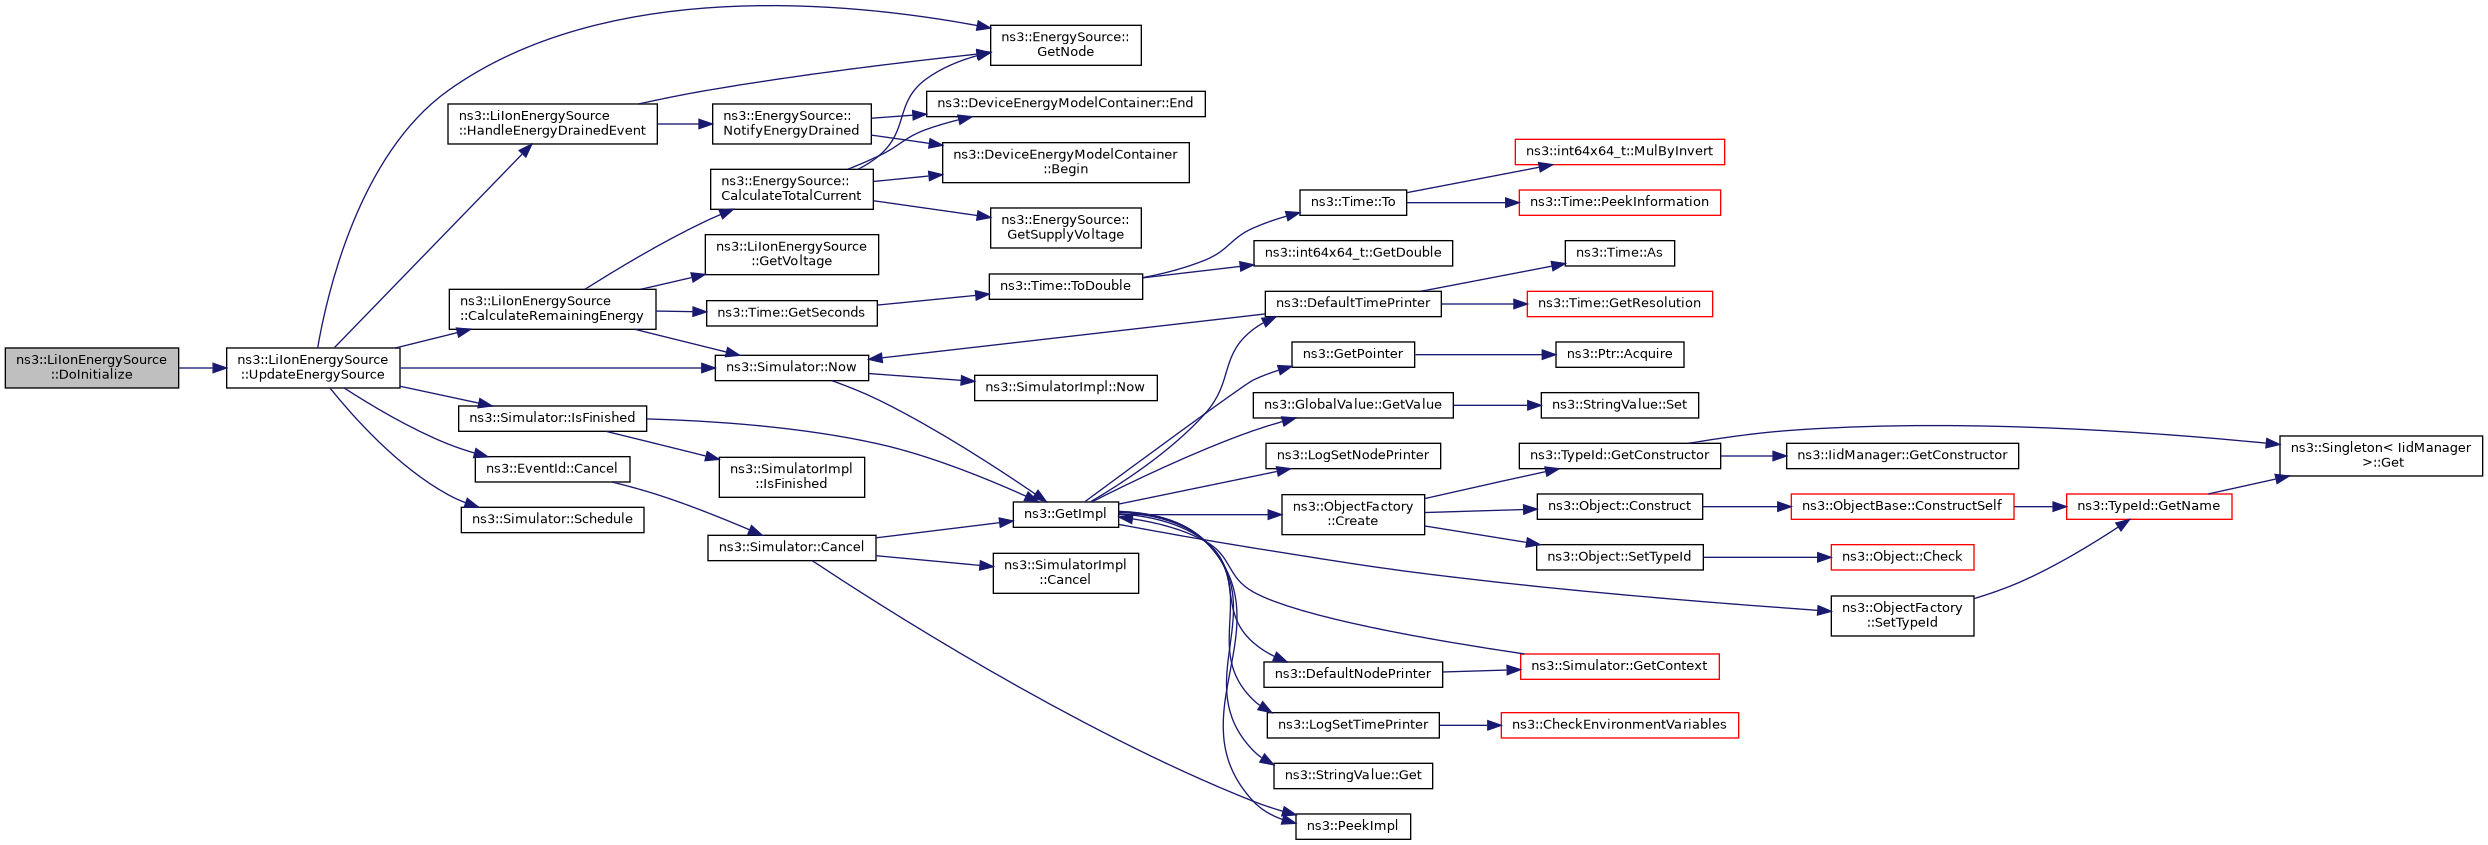 ns3::LiIonEnergySource
::DoInitialize
ns3::LiIonEnergySource
::UpdateEnergySource
ns3::LiIonEnergySource
::HandleEnergyDrainedEvent
ns3::LiIonEnergySource
::CalculateRemainingEnergy
ns3::Simulator::IsFinished
ns3::EventId::Cancel
ns3::Simulator::Schedule
ns3::EnergySource::
NotifyEnergyDrained
ns3::EnergySource::
CalculateTotalCurrent
ns3::LiIonEnergySource
::GetVoltage
ns3::Time::GetSeconds
ns3::Simulator::Now
ns3::SimulatorImpl
::IsFinished
ns3::Simulator::Cancel
ns3::EnergySource::
GetNode
ns3::DeviceEnergyModelContainer::End
ns3::DeviceEnergyModelContainer
::Begin
ns3::EnergySource::
GetSupplyVoltage
ns3::Time::ToDouble
ns3::SimulatorImpl::Now
ns3::GetImpl
ns3::SimulatorImpl
::Cancel
ns3::Time::To
ns3::int64x64_t::GetDouble
ns3::DefaultTimePrinter
ns3::GetPointer
ns3::GlobalValue::GetValue
ns3::LogSetNodePrinter
ns3::ObjectFactory
::Create
ns3::DefaultNodePrinter
ns3::LogSetTimePrinter
ns3::StringValue::Get
ns3::PeekImpl
ns3::int64x64_t::MulByInvert
ns3::Time::PeekInformation
ns3::Time::As
ns3::Time::GetResolution
ns3::Ptr::Acquire
ns3::StringValue::Set
ns3::TypeId::GetConstructor
ns3::Object::Construct
ns3::Object::SetTypeId
ns3::Simulator::GetContext
ns3::CheckEnvironmentVariables
ns3::IidManager::GetConstructor
ns3::ObjectBase::ConstructSelf
ns3::Object::Check
ns3::ObjectFactory
::SetTypeId
ns3::TypeId::GetName
ns3::Singleton< IidManager
>::Get